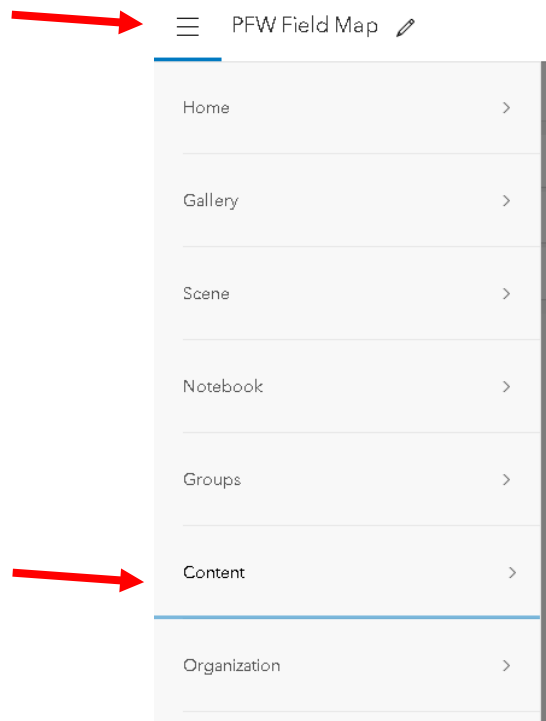 PFW Field Map
Home
Gallery
Scene
Notebook
Groups
Content
Organization